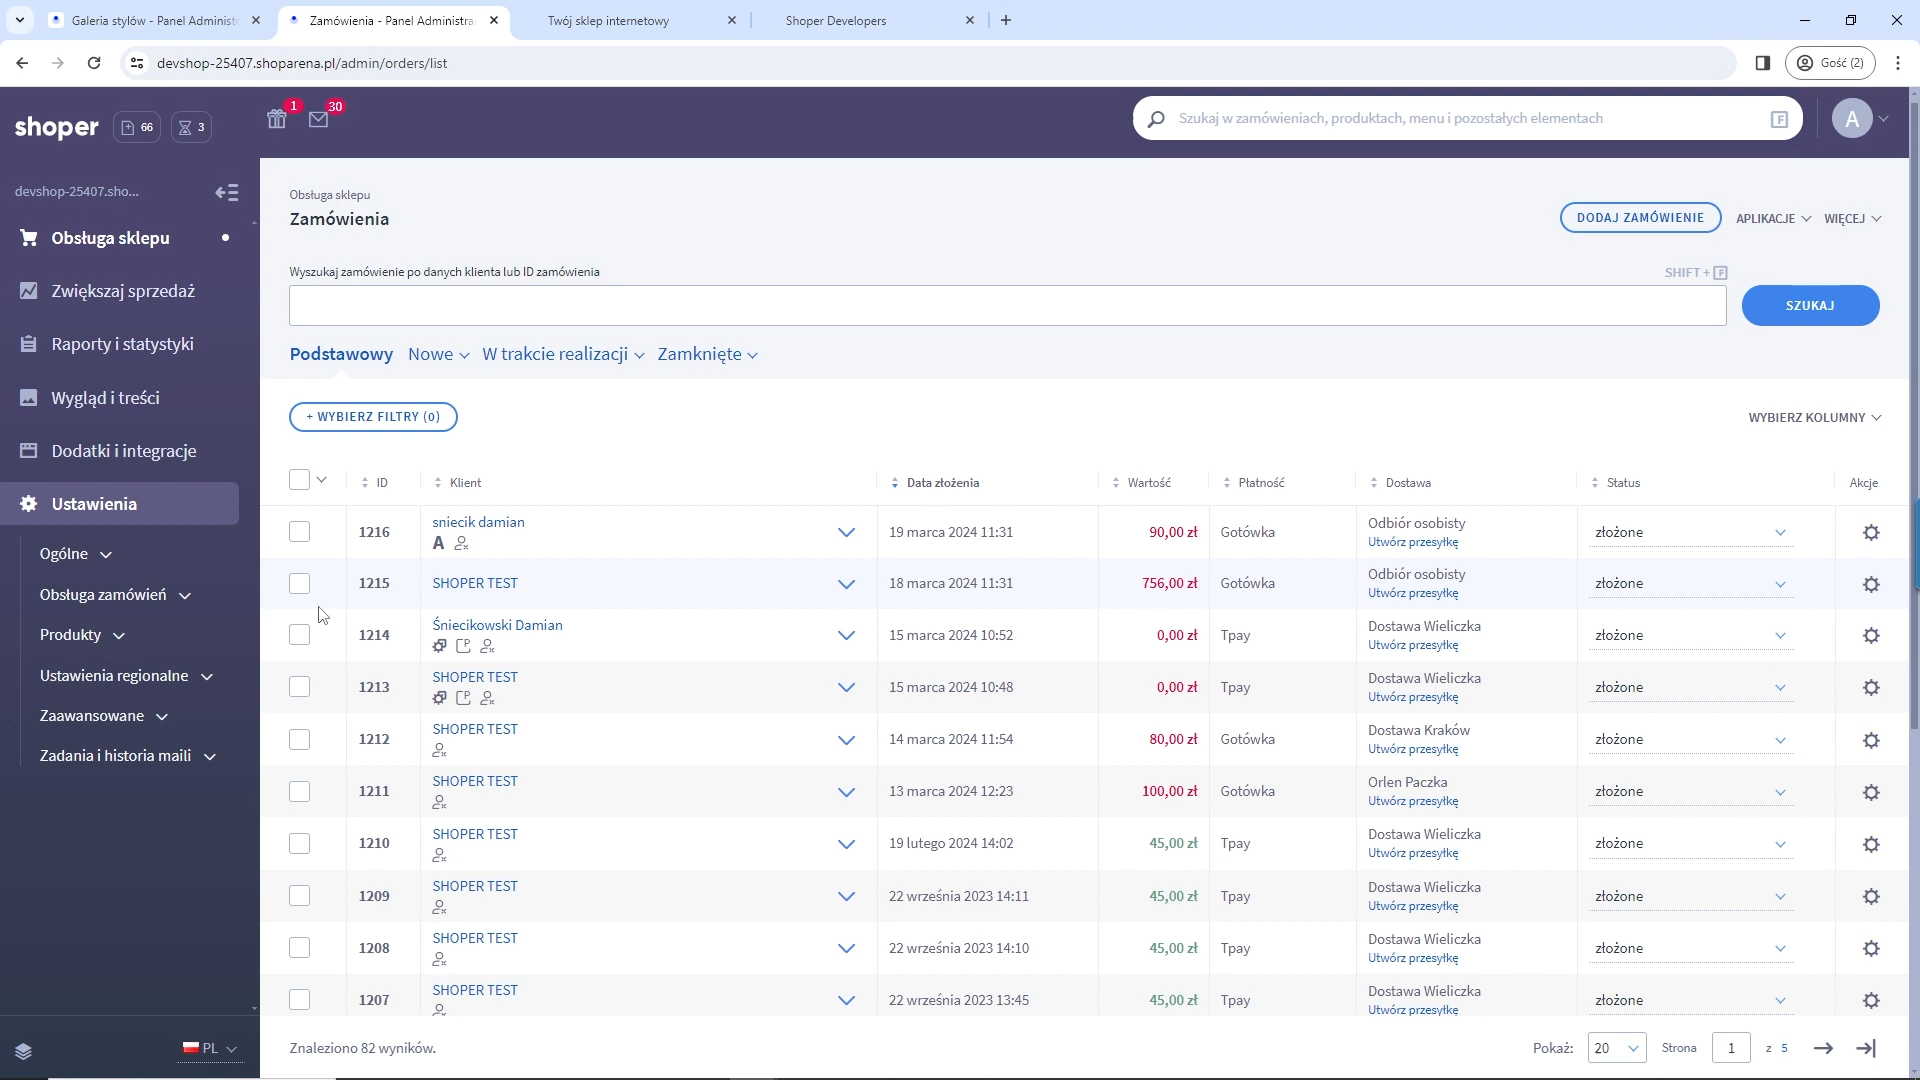 Galeria stylów - Panel Administr
Zamówienia - Panel Administrac
Twój sklep internetowy
Shoper Developers
devshop-25407.shoparena.pl/admin/orders/list
Gość (2)
shoper
66
3
1
30
Szukaj w zamówieniach, produktach, menu i pozostałych elementach
F
A
devshop-25407.sho...
Obsługa sklepu
Zwiększaj sprzedaż
Raporty i statystyki
Wygląd i treści
Dodatki i integracje
Ustawienia
Ogólne
Obsługa zamówień
Produkty
Ustawienia regionalne
Zaawansowane
Zadania i historia maili
PL
Obsługa sklepu
Zamówienia
DODAJ ZAMÓWIENIE
APLIKACJE
WIĘCEJ
Wyszukaj zamówienie po danych klienta lub ID zamówienia
SHIFT + F
SZUKAJ
Podstawowy
Nowe
W trakcie realizacji
Zamknięte
+ WYBIERZ FILTRY (0)
WYBIERZ KOLUMNY
ID Klient Data złożenia Wartość Płatność Dostawa Status Akcje
1216 sniecik damian A 19 marca 2024 11:31 90,00 zł Gotówka Odbiór osobisty Utwórz przesyłkę złożone
1215 SHOPER TEST 18 marca 2024 11:31 756,00 zł Gotówka Odbiór osobisty Utwórz przesyłkę złożone
1214 Śniecikowski Damian 15 marca 2024 10:52 0,00 zł Tpay Dostawa Wieliczka Utwórz przesyłkę złożone
1213 SHOPER TEST 15 marca 2024 10:48 0,00 zł Tpay Dostawa Wieliczka Utwórz przesyłkę złożone
1212 SHOPER TEST 14 marca 2024 11:54 80,00 zł Gotówka Dostawa Kraków Utwórz przesyłkę złożone
1211 SHOPER TEST 13 marca 2024 12:23 100,00 zł Gotówka Orlen Paczka Utwórz przesyłkę złożone
1210 SHOPER TEST 19 lutego 2024 14:02 45,00 zł Tpay Dostawa Wieliczka Utwórz przesyłkę złożone
1209 SHOPER TEST 22 września 2023 14:11 45,00 zł Tpay Dostawa Wieliczka Utwórz przesyłkę złożone
1208 SHOPER TEST 22 września 2023 14:10 45,00 zł Tpay Dostawa Wieliczka Utwórz przesyłkę złożone
1207 SHOPER TEST 22 września 2023 13:45 45,00 zł Tpay Dostawa Wieliczka Utwórz przesyłkę złożone
Znaleziono 82 wyników.
Pokaż: 20 Strona 1 z 5